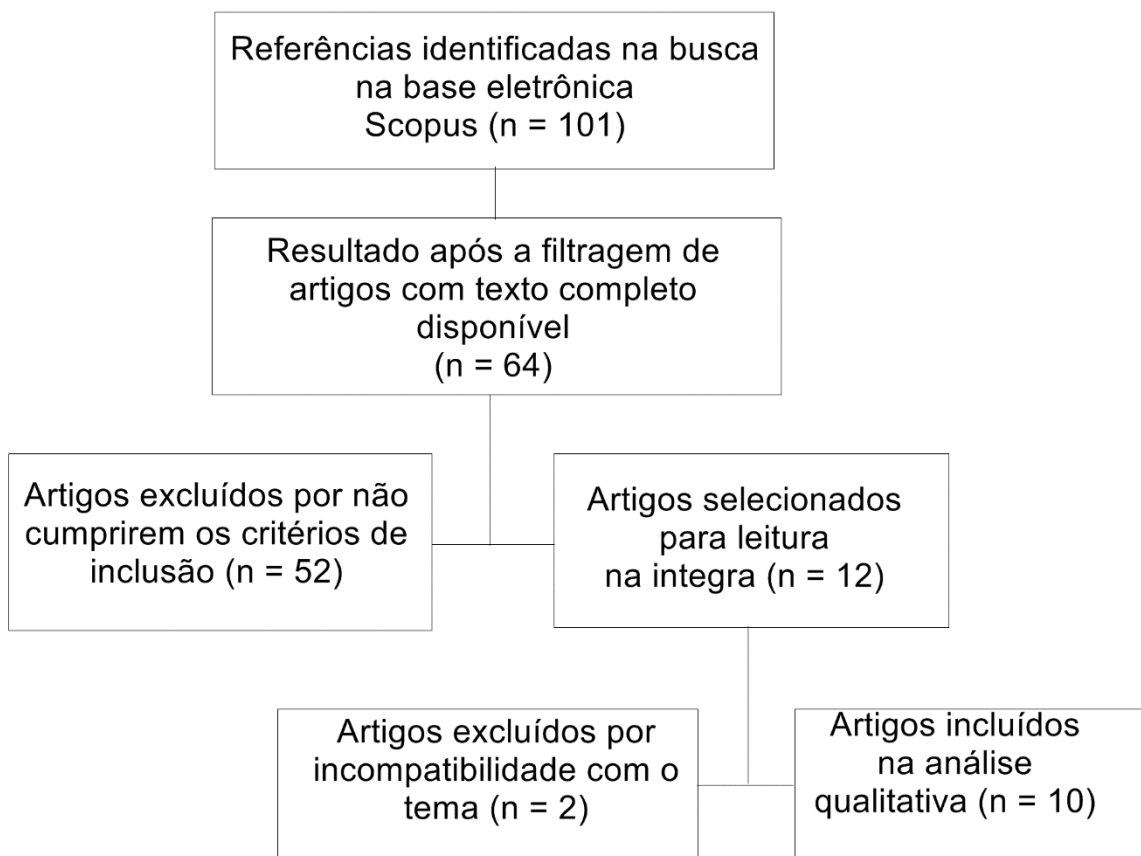 Referências identificadas na busca
na base eletrônica
Scopus (n = 101)
Resultado após a filtragem de
artigos com texto completo
disponível
(n = 64)
Artigos excluídos por não
cumprirem os critérios de
inclusão (n = 52)
Artigos selecionados
para leitura
na integra (n = 12)
Artigos excluídos por
incompatibilidade com o
tema (n = 2)
Artigos incluídos
na análise
qualitativa (n = 10)